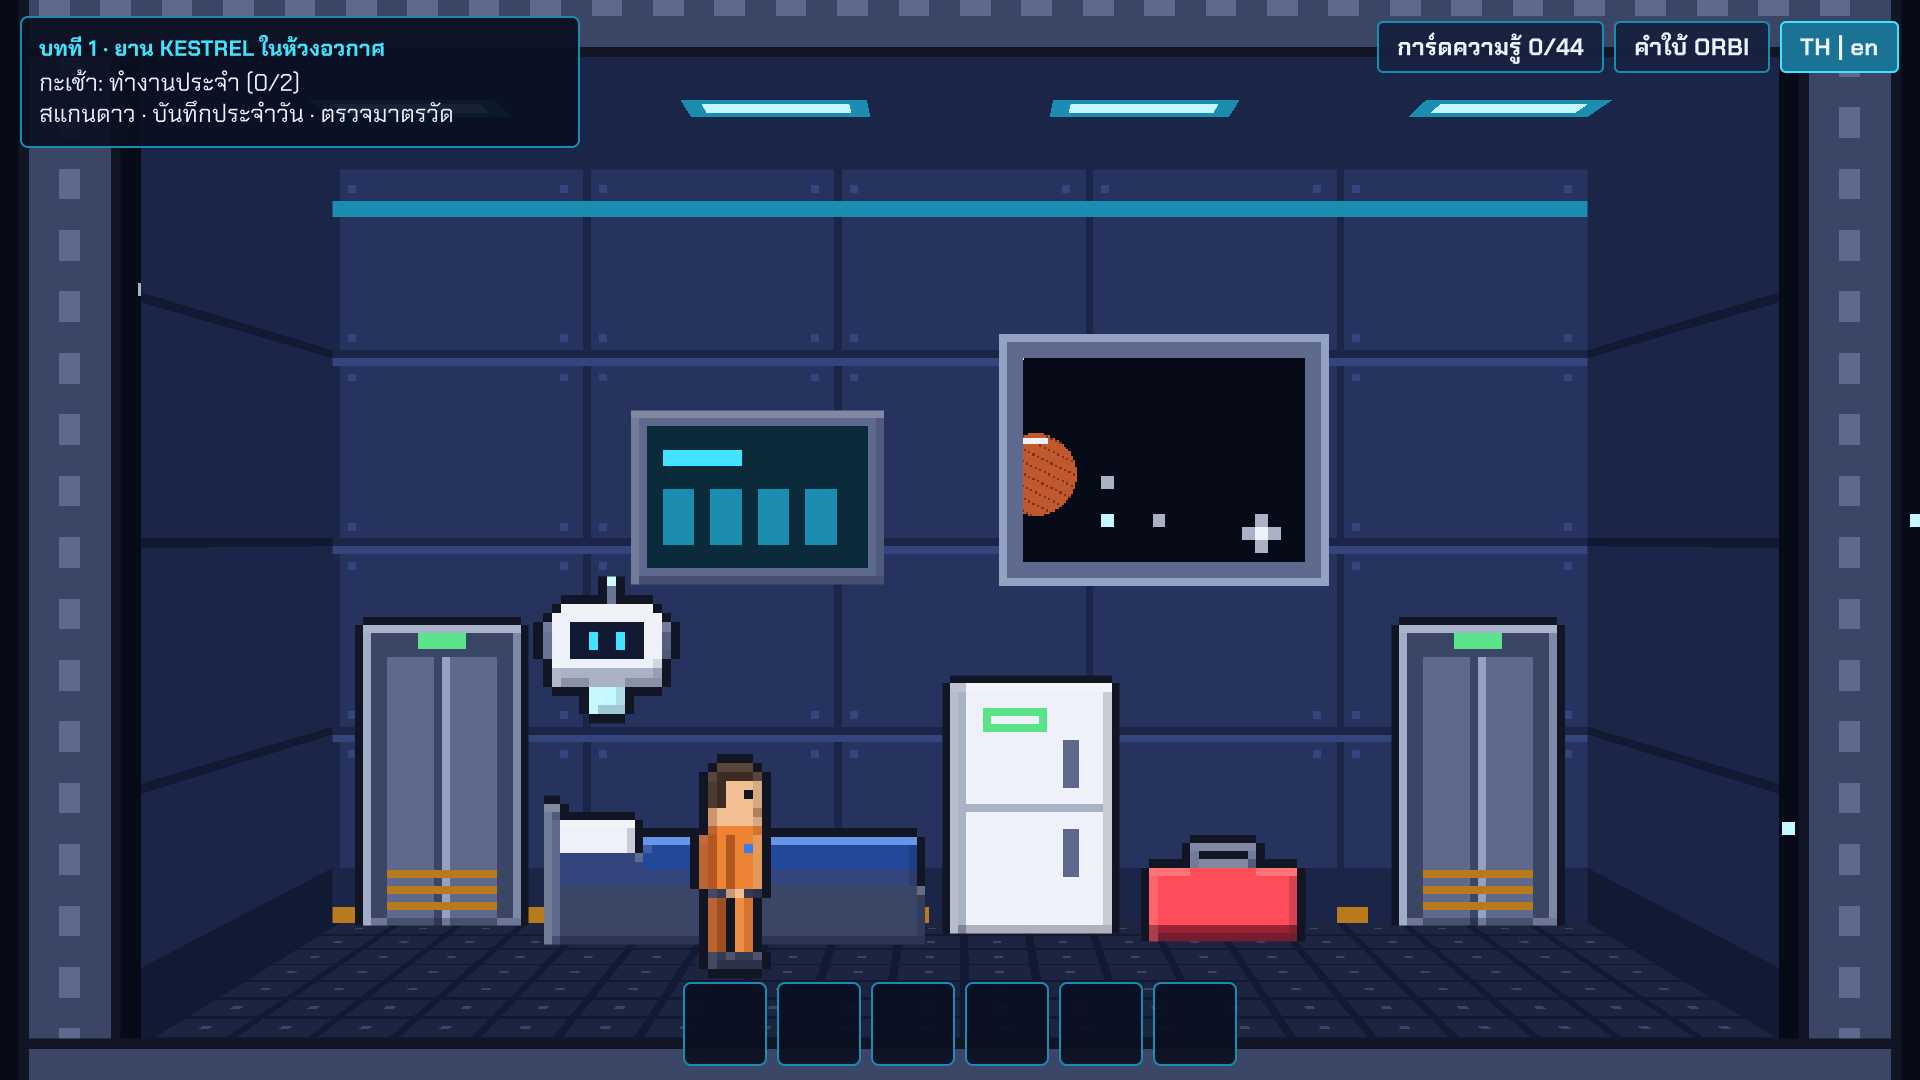 บทที่ 1 · ยาน KESTREL ในห้วงอวกาศ
กะเช้า: ทำงานประจำ (0/2)
สแกนดาว · บันทึกประจำวัน · ตรวจมาตรวัด
การ์ดความรู้ 0/44
คำใบ้ ORBI
TH | en